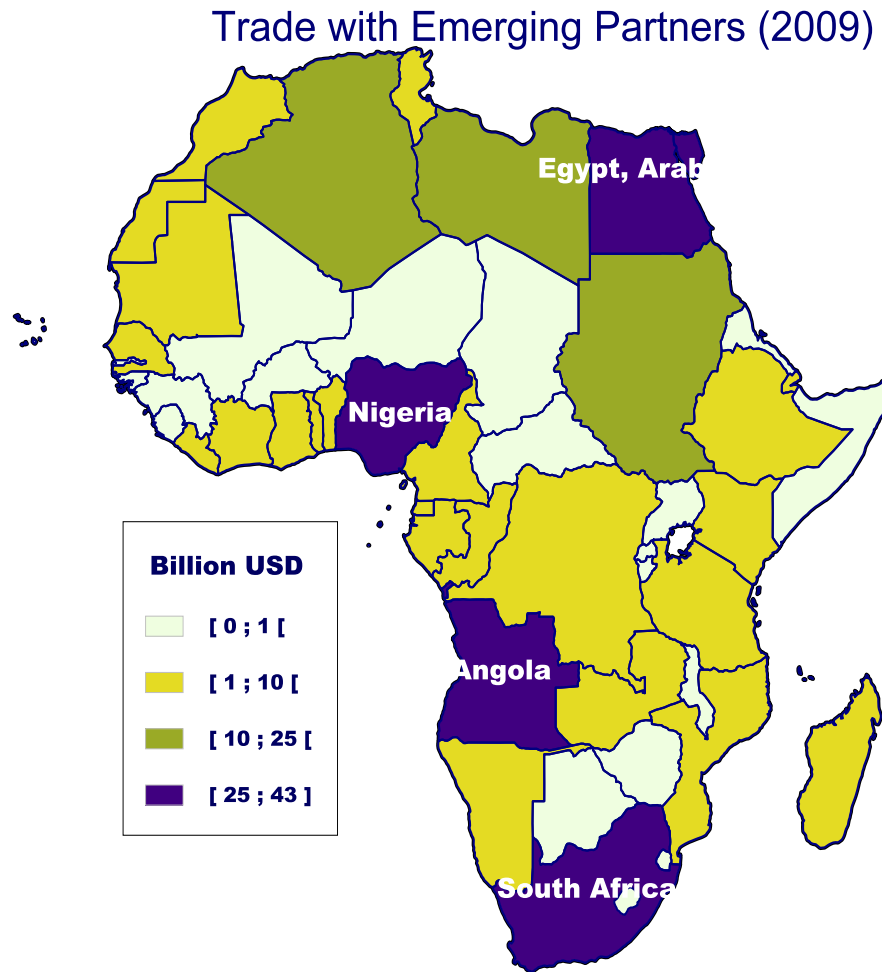 Trade with Emerging Partners (2009)
Egypt, Arab
Nigeria
Billion USD
[ 0 ; 1 [
[ 1 ; 10 [
[ 10 ; 25 [
[ 25 ; 43 ]
Angola
South Africa